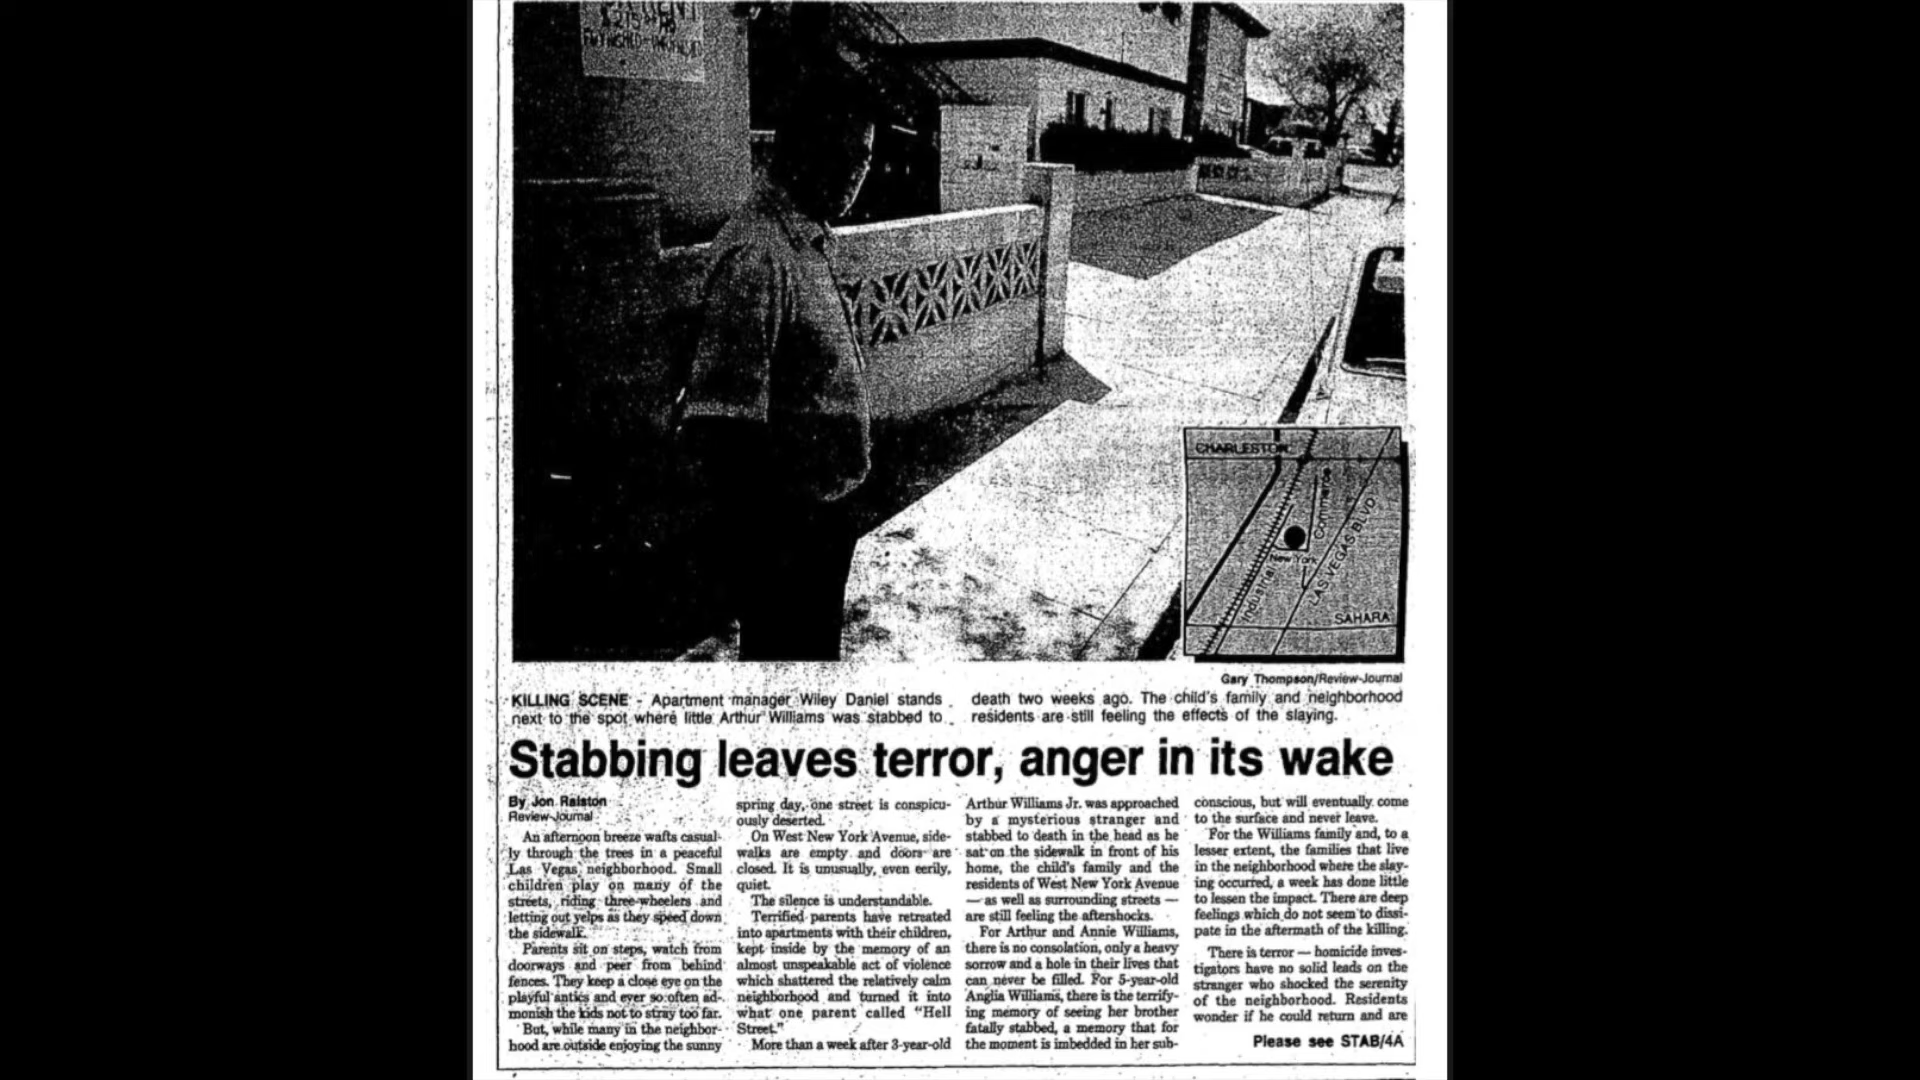 $215
CHARLESTON
Commerce
New York
Industrial
LAS VEGAS BLVD
SAHARA
Gary Thompson/Review-Journal
KILLING SCENE - Apartment manager Wiley Daniel stands
next to the spot where little Arthur Williams was stabbed to
death two weeks ago. The child's family and neighborhood
residents are still feeling the effects of the slaying.
Stabbing leaves terror, anger in its wake
By Jon Ralston
Review-Journal
An afternoon breeze wafts casual-
ly through the trees in a peaceful
Las Vegas neighborhood. Small
children play on many of the
streets, riding three-wheelers and
letting out yelps as they speed down
the sidewalk.
Parents sit on steps, watch from
doorways and peer from behind
fences. They keep a close eye on the
playful antics and ever so often ad-
monish the kids not to stray too far.
But, while many in the neighbor-
hood are outside enjoying the sunny
spring day, one street is conspicu-
ously deserted.
On West New York Avenue, side-
walks are empty and doors are
closed. It is unusually, even eerily,
quiet.
The silence is understandable.
Terrified parents have retreated
into apartments with their children,
kept inside by the memory of an
almost unspeakable act of violence
which shattered the relatively calm
neighborhood and turned it into
what one parent called "Hell
Street."
More than a week after 3-year-old
Arthur Williams Jr. was approached
by a mysterious stranger and
stabbed to death in the head as he
sat on the sidewalk in front of his
home, the child's family and the
residents of West New York Avenue
— as well as surrounding streets —
are still feeling the aftershocks.
For Arthur and Annie Williams,
there is no consolation, only a heavy
sorrow and a hole in their lives that
can never be filled. For 5-year-old
Anglia Williams, there is the terrify-
ing memory of seeing her brother
fatally stabbed, a memory that for
the moment is imbedded in her sub-
conscious, but will eventually come
to the surface and never leave.
For the Williams family and, to a
lesser extent, the families that live
in the neighborhood where the slay-
ing occurred, a week has done little
to lessen the impact. There are deep
feelings which do not seem to dissi-
pate in the aftermath of the killing.
There is terror — homicide inves-
tigators have no solid leads on the
stranger who shocked the serenity
of the neighborhood. Residents
wonder if he could return and are
Please see STAB/4A